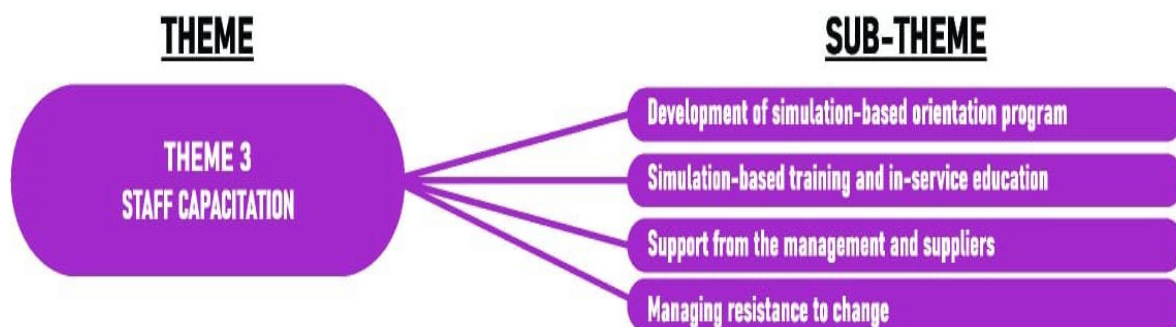 THEME
SUB-THEME
THEME 3
STAFF CAPACITATION
Development of simulation-based orientation program
Simulation-based training and in-service education
Support from the management and suppliers
Managing resistance to change